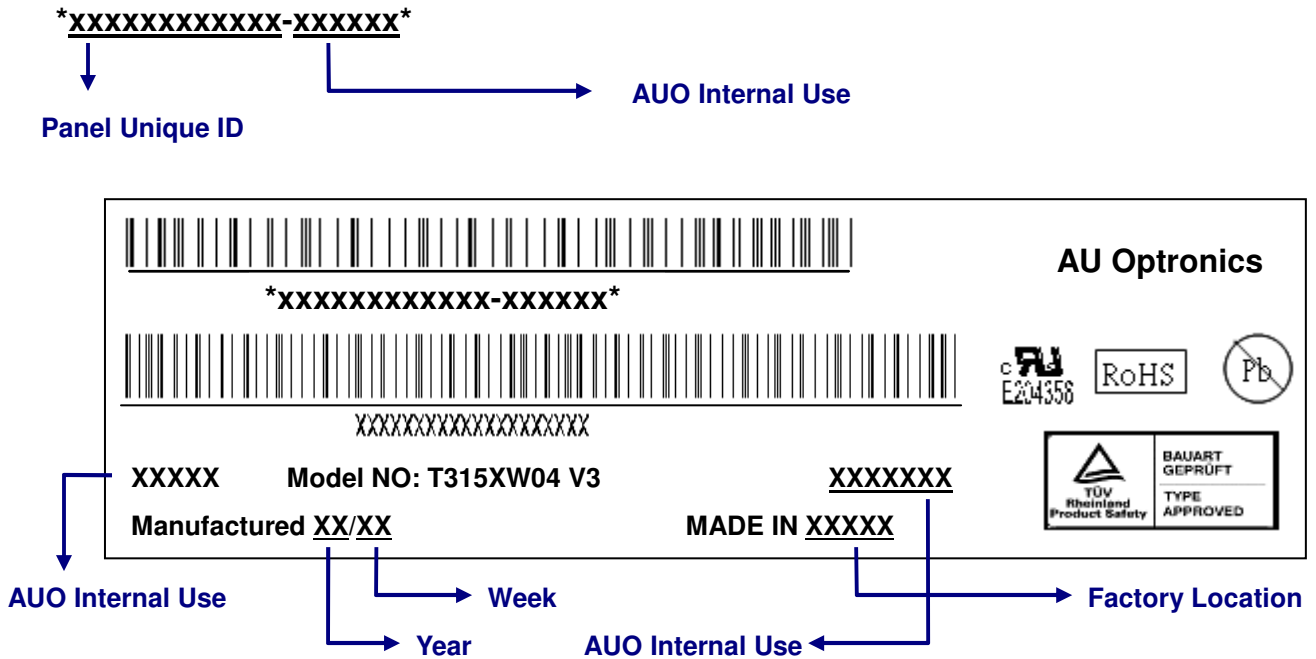 *xxxxxxxxxxxx-xxxxxx*
AUO Internal Use
Panel Unique ID
AU Optronics
*xxxxxxxxxxxx-xxxxxx*
c RU us
E204356
RoHS
Pb
XXXXXXXXXXXXXXXXXXXX
XXXXX Model NO: T315XW04 V3 XXXXXXX
TÜV
Rheinland
Product Safety
BAUART
GEPRÜFT
TYPE
APPROVED
Manufactured XX/XX MADE IN XXXXX
AUO Internal Use
Week
Factory Location
Year
AUO Internal Use